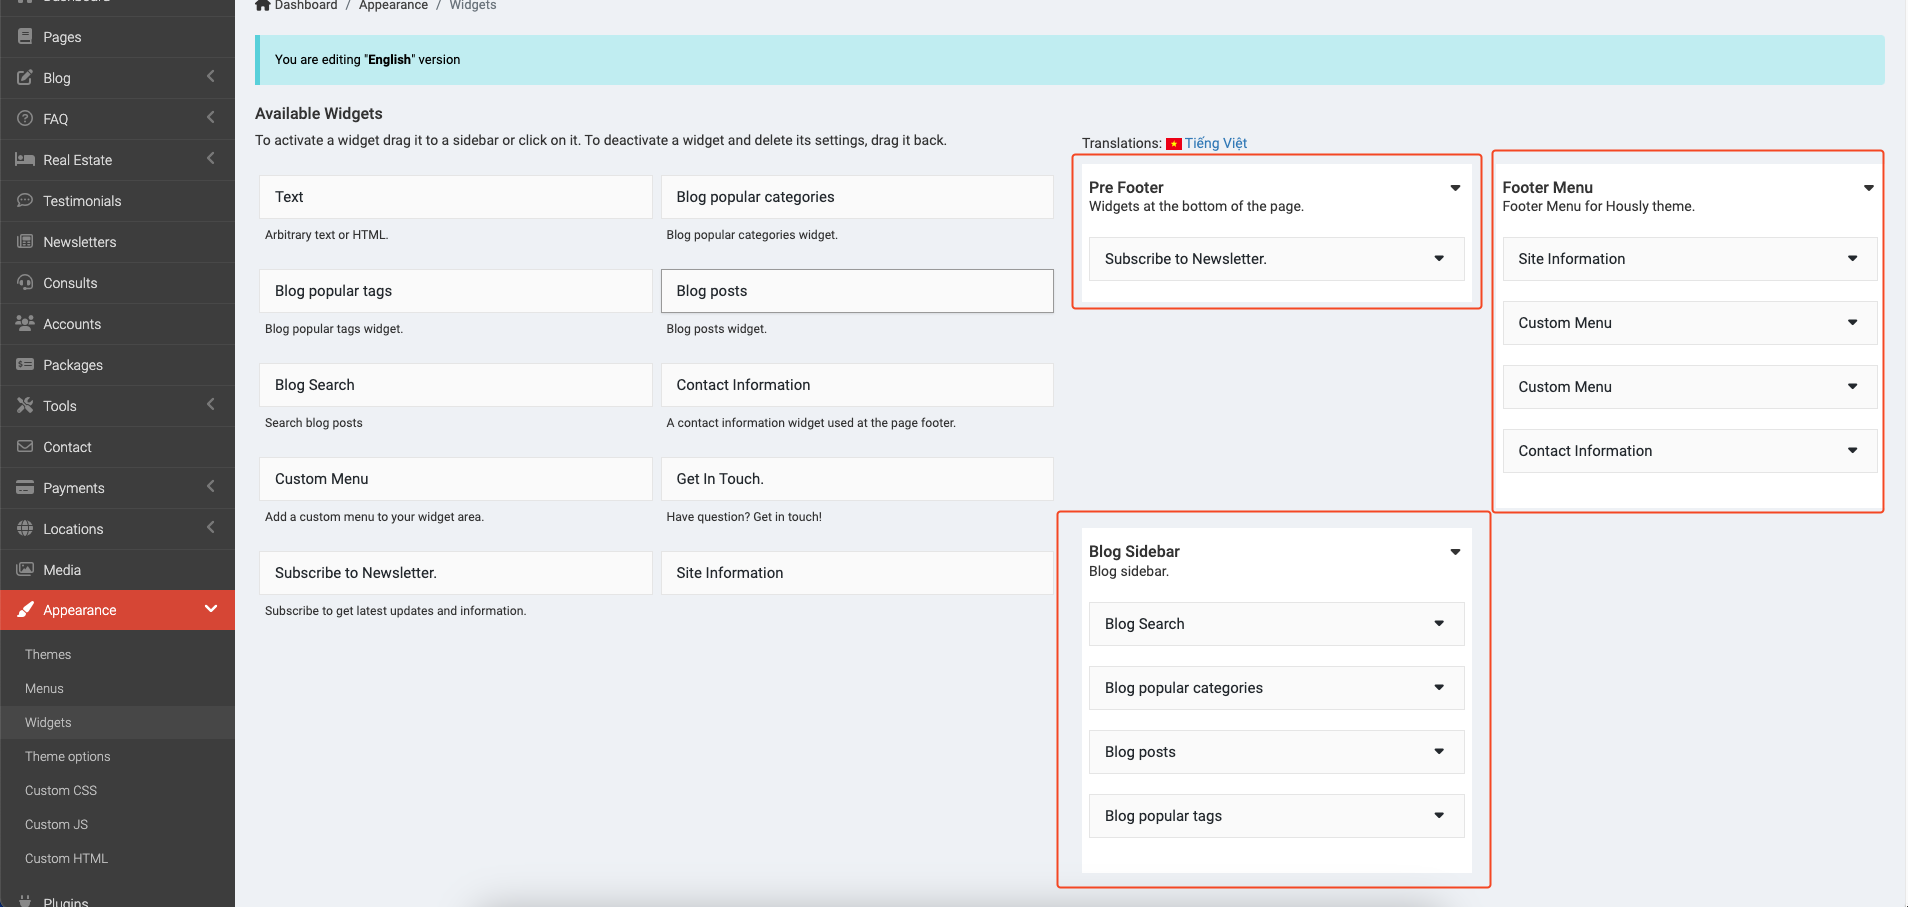 Dashboard
Pages
Blog
FAQ
Real Estate
Testimonials
Newsletters
Consults
Accounts
Packages
Tools
Contact
Payments
Locations
Media
Appearance
Themes
Menus
Widgets
Theme options
Custom CSS
Custom JS
Custom HTML
Plugins
Dashboard / Appearance / Widgets
You are editing "English" version
Available Widgets
To activate a widget drag it to a sidebar or click on it. To deactivate a widget and delete its settings, drag it back.
Text
Arbitrary text or HTML.
Blog popular categories
Blog popular categories widget.
Blog popular tags
Blog popular tags widget.
Blog posts
Blog posts widget.
Blog Search
Search blog posts
Contact Information
A contact information widget used at the page footer.
Custom Menu
Add a custom menu to your widget area.
Get In Touch.
Have question? Get in touch!
Subscribe to Newsletter.
Subscribe to get latest updates and information.
Site Information
Translations: Tiếng Việt
Pre Footer
Widgets at the bottom of the page.
Subscribe to Newsletter.
Footer Menu
Footer Menu for Hously theme.
Site Information
Custom Menu
Custom Menu
Contact Information
Blog Sidebar
Blog sidebar.
Blog Search
Blog popular categories
Blog posts
Blog popular tags